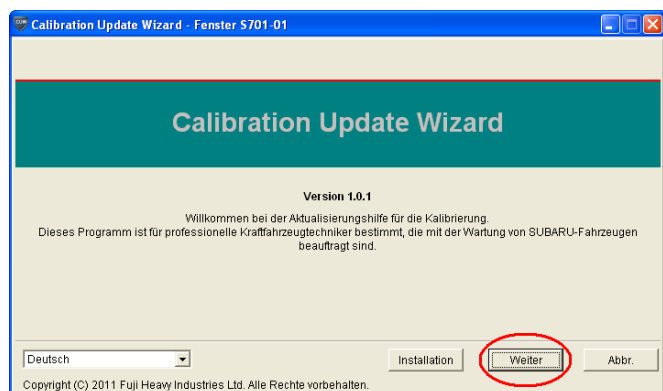 Calibration Update Wizard - Fenster S701-01
Calibration Update Wizard
Version 1.0.1
Willkommen bei der Aktualisierungshilfe für die Kalibrierung.
Dieses Programm ist für professionelle Kraftfahrzeugtechniker bestimmt, die mit der Wartung von SUBARU-Fahrzeugen
beauftragt sind.
Deutsch
Installation
Weiter
Abbr.
Copyright (C) 2011 Fuji Heavy Industries Ltd. Alle Rechte vorbehalten.